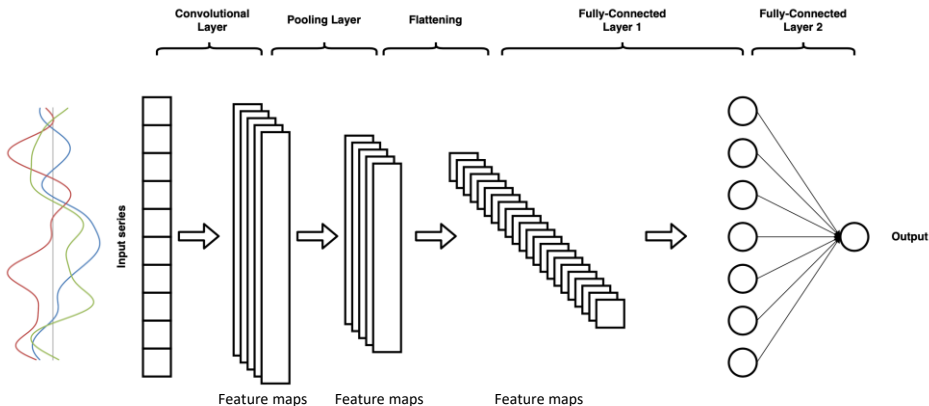 Convolutional
Layer
Pooling Layer
Flattening
Fully-Connected
Layer 1
Fully-Connected
Layer 2
Input series
Output
Feature maps
Feature maps
Feature maps